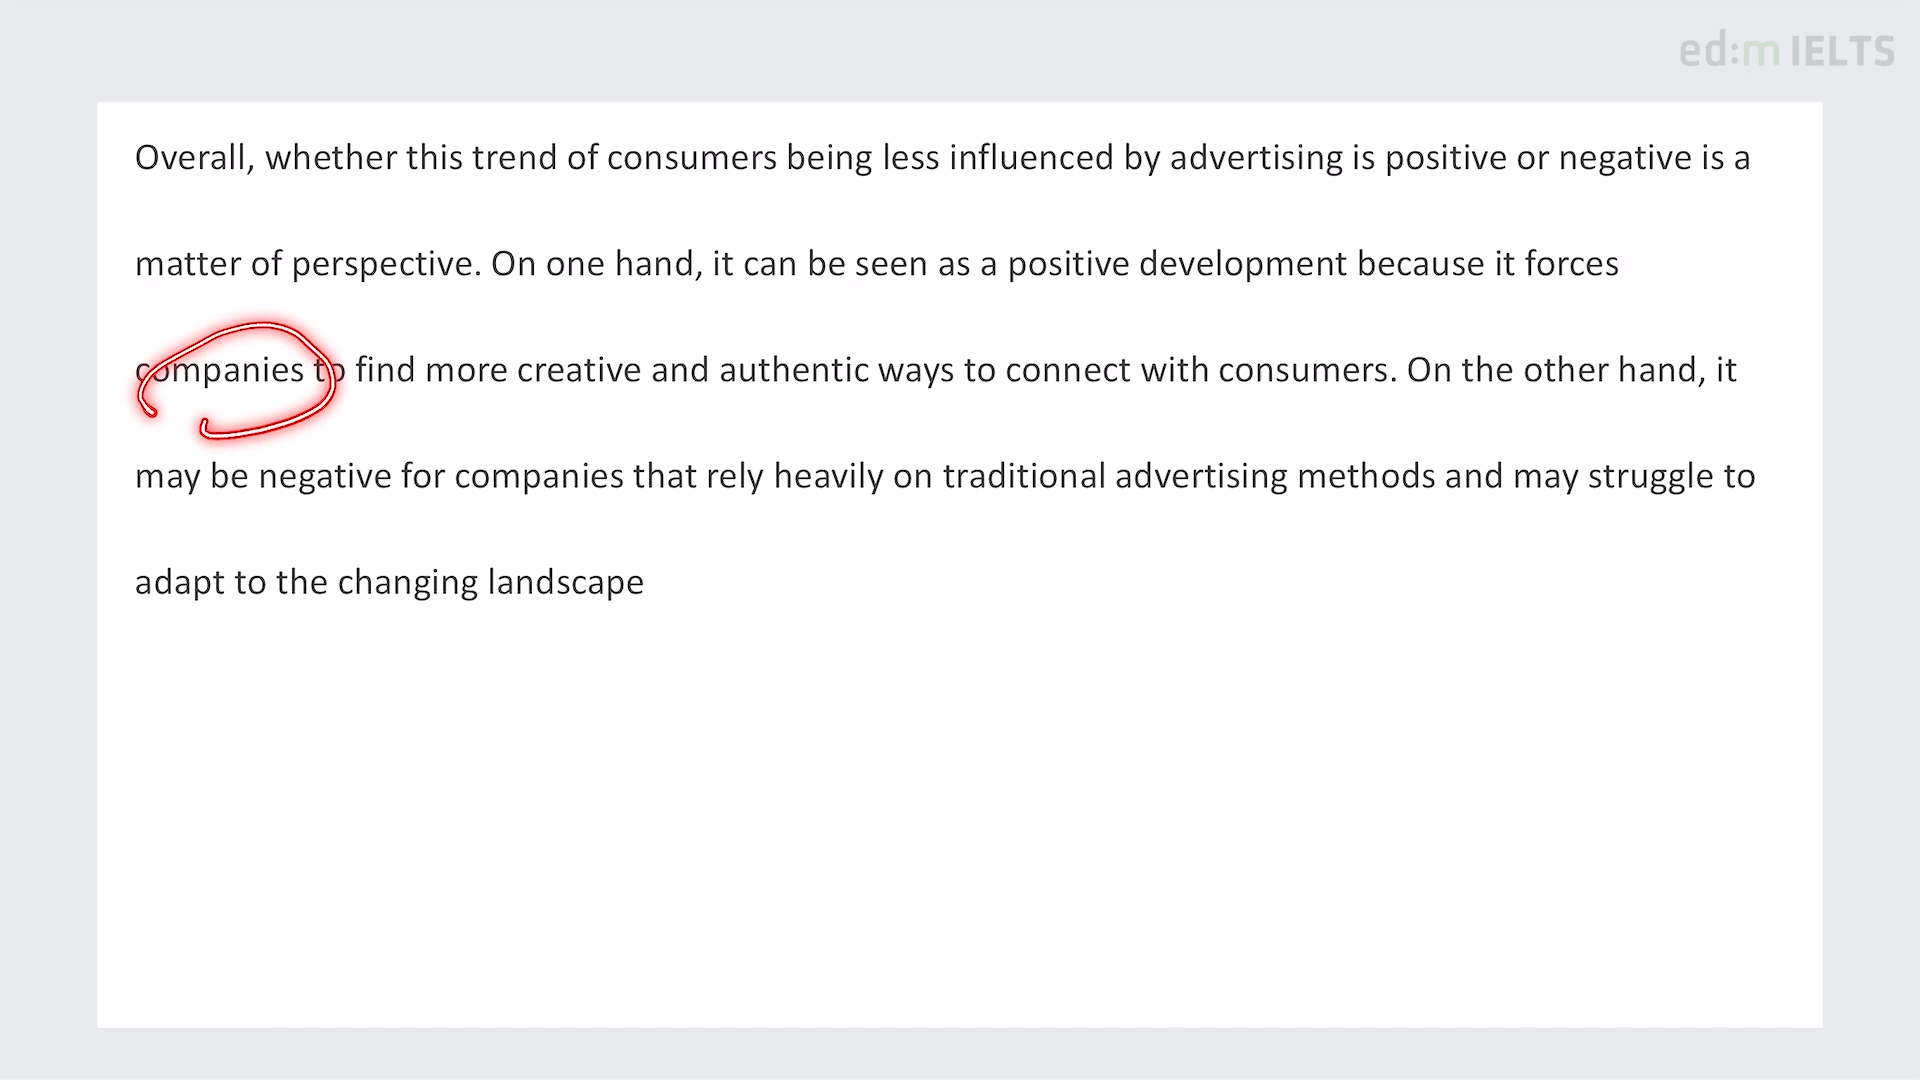 ed:m IELTS
Overall, whether this trend of consumers being less influenced by advertising is positive or negative is a
matter of perspective. On one hand, it can be seen as a positive development because it forces
companies to find more creative and authentic ways to connect with consumers. On the other hand, it
may be negative for companies that rely heavily on traditional advertising methods and may struggle to
adapt to the changing landscape